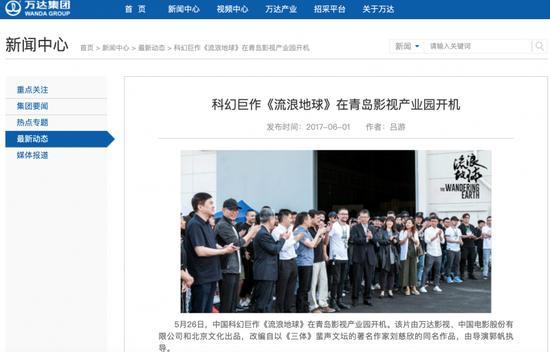 万达集团
WANDA GROUP
首 页 新闻中心 视频中心 万达产业 招采平台 关于万达
新闻中心
首页 > 新闻中心 > 最新动态 > 科幻巨作《流浪地球》在青岛影视产业园开机
新闻 请输入关键词
重点关注
集团要闻
热点专题
最新动态
媒体报道
科幻巨作《流浪地球》在青岛影视产业园开机
发布时间:2017-06-01 作者:吕游
流浪
地球
THE WANDERING
EARTH
5月26日,中国科幻巨作《流浪地球》在青岛影视产业园开机。该片由万达影视、中国电影股份有
限公司和北京文化出品,改编自以《三体》蜚声文坛的著名作家刘慈欣的同名作品,由导演郭帆执
导。